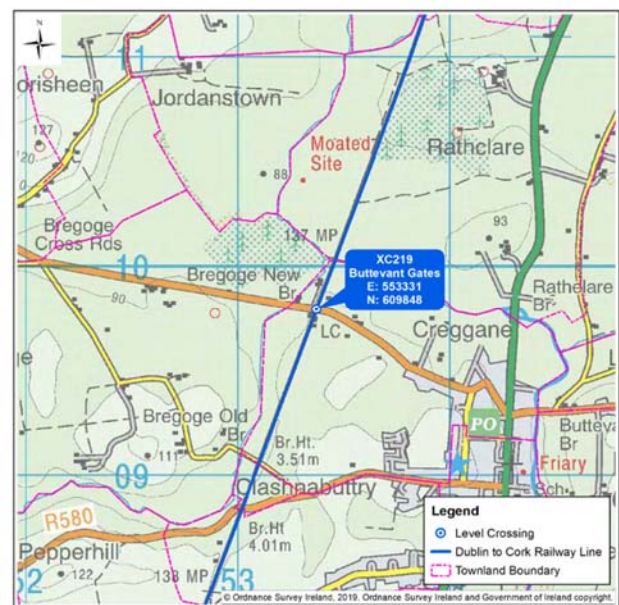 N
11
orisheen
Jordanstown
127
120
Moated
Site
88
Rathclare
137 MP
93
Bregoge
Cross Rds
10
Bregoge New
Br
90
XC219
Buttevant Gates
E: 553331
N: 609848
LC
Rathclare
Br
Creggane
PO
Buttevant
Br
Bregoge Old
Br
111
Br.Ht.
3.51m
Friary
Sch
09
Clashnabuttry
R580
Br.Ht
4.01m
Pepperhill
52
53
122
138 MP
Legend
Level Crossing
Dublin to Cork Railway Line
Townland Boundary
© Ordnance Survey Ireland, 2019. Ordnance Survey Ireland and Government of Ireland copyright.